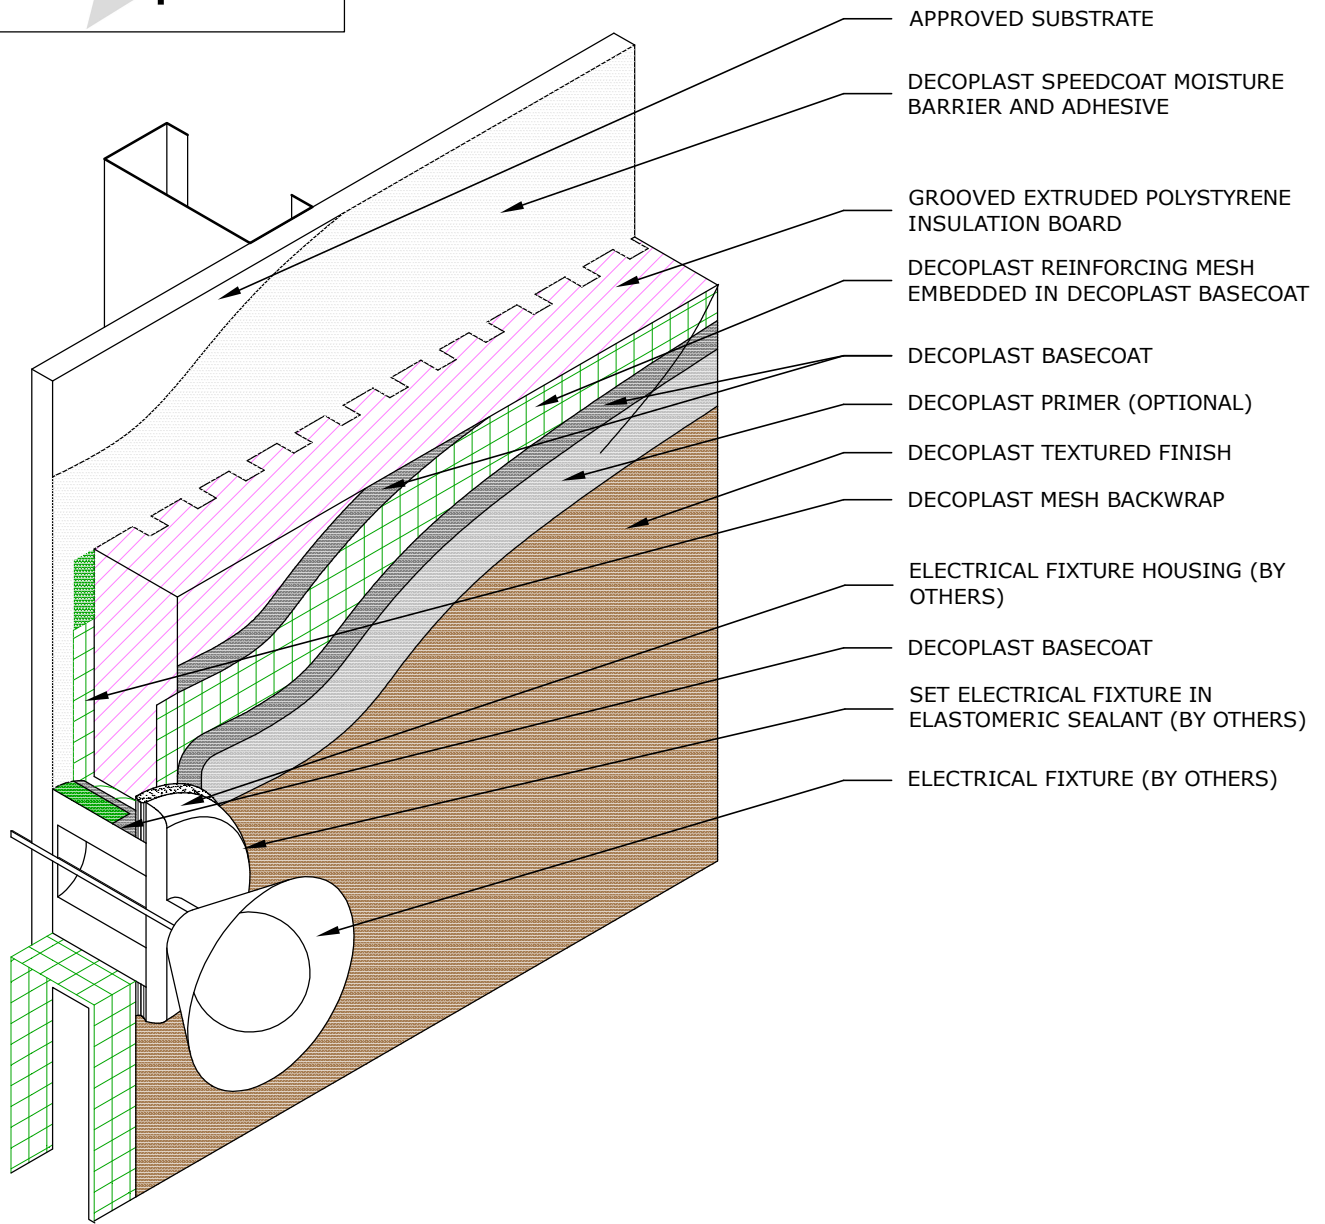 APPROVED SUBSTRATE
DECOPLAST SPEEDCOAT MOISTURE
BARRIER AND ADHESIVE
GROOVED EXTRUDED POLYSTYRENE
INSULATION BOARD
DECOPLAST REINFORCING MESH
EMBEDDED IN DECOPLAST BASECOAT
DECOPLAST BASECOAT
DECOPLAST PRIMER (OPTIONAL)
DECOPLAST TEXTURED FINISH
DECOPLAST MESH BACKWRAP
ELECTRICAL FIXTURE HOUSING (BY
OTHERS)
DECOPLAST BASECOAT
SET ELECTRICAL FIXTURE IN
ELASTOMERIC SEALANT (BY OTHERS)
ELECTRICAL FIXTURE (BY OTHERS)